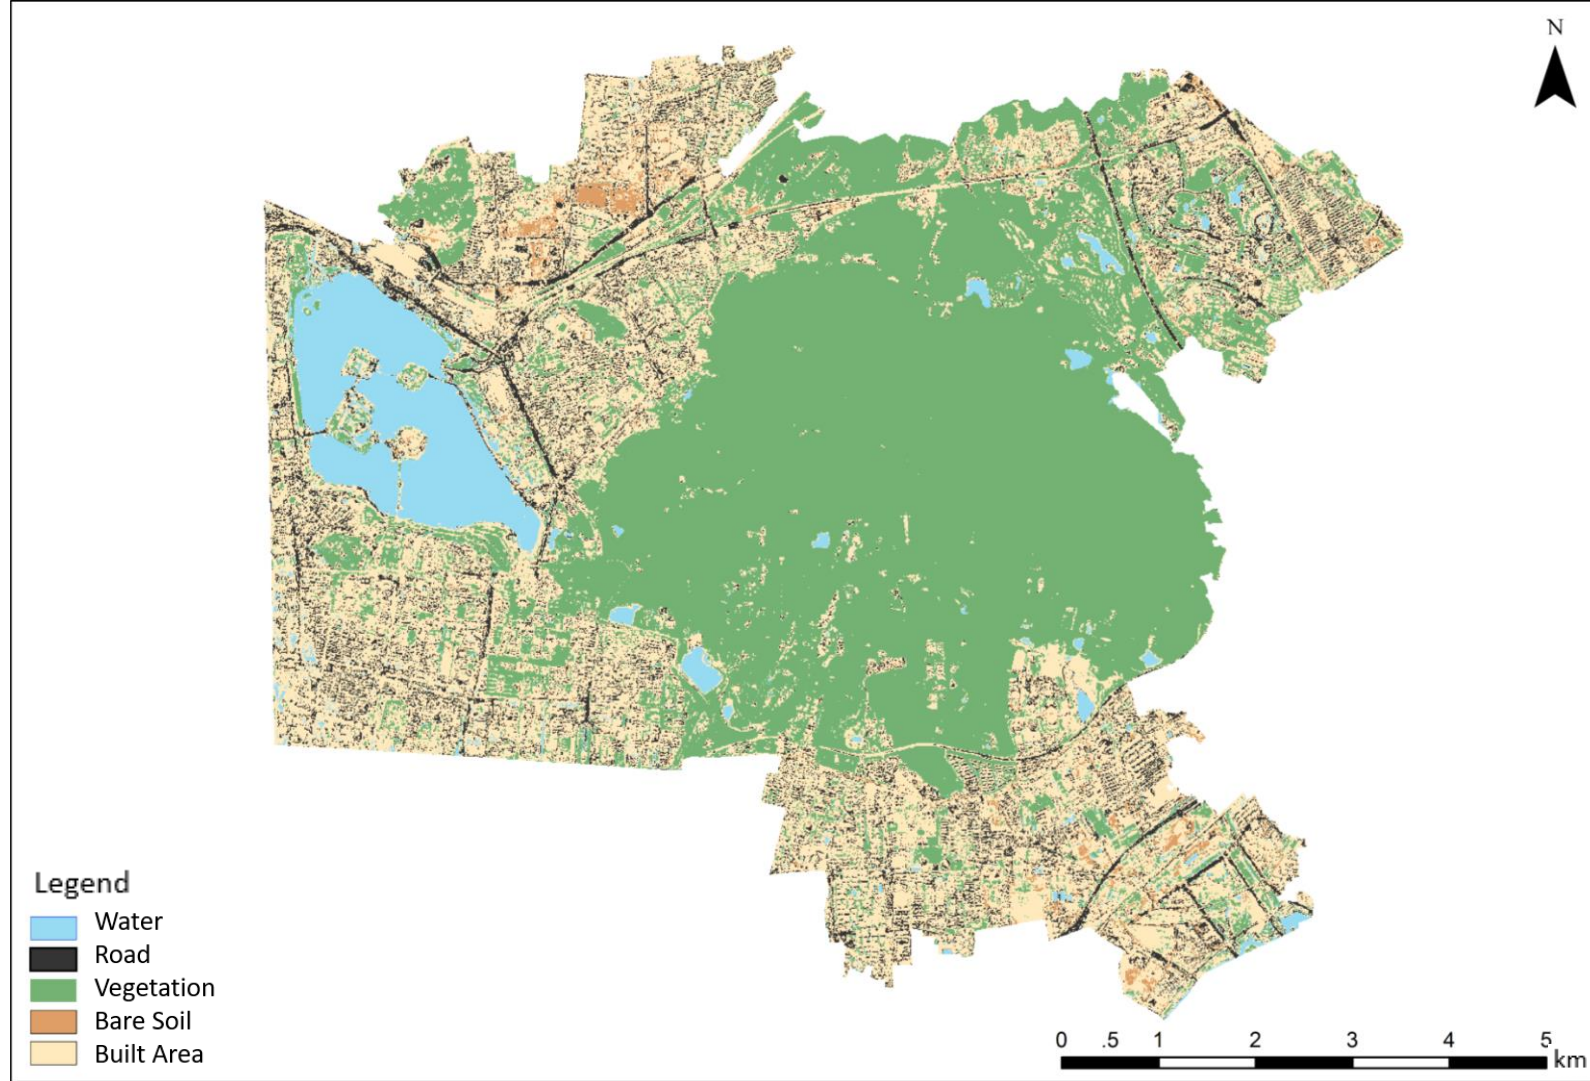 N
Legend
Water
Road
Vegetation
Bare Soil
Built Area
0 .5 1 2 3 4 5
km